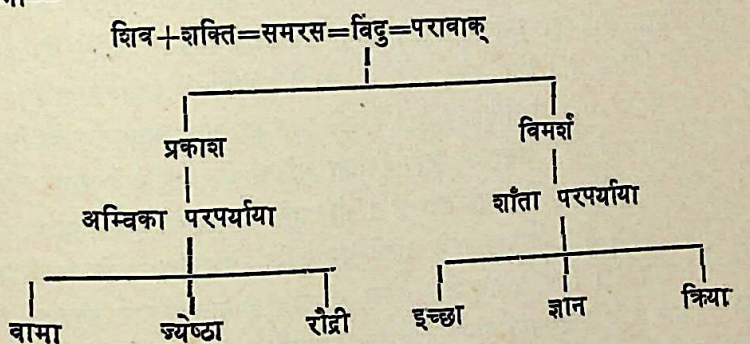 शिव+शक्ति=समरस=विंदु=परावाक्
प्रकाश
विमर्श
अम्विका परपर्याया
शाँता परपर्याया
वामा ज्येष्ठा रौद्री इच्छा ज्ञान क्रिया